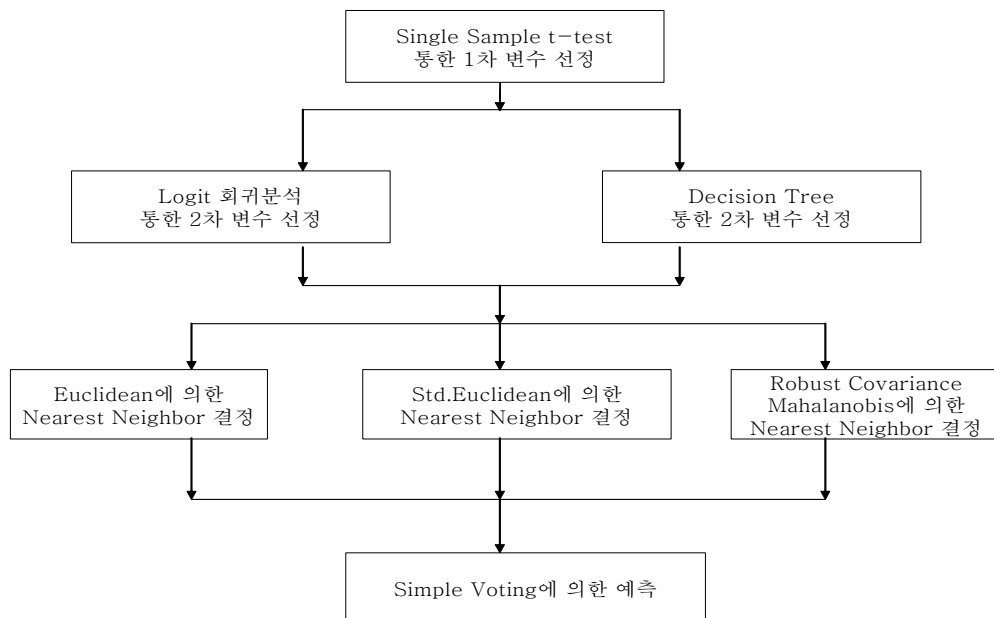 Single Sample t-test
통한 1차 변수 선정
Logit 회귀분석
통한 2차 변수 선정
Decision Tree
통한 2차 변수 선정
Euclidean에 의한
Nearest Neighbor 결정
Std.Euclidean에 의한
Nearest Neighbor 결정
Robust Covariance
Mahalanobis에 의한
Nearest Neighbor 결정
Simple Voting에 의한 예측